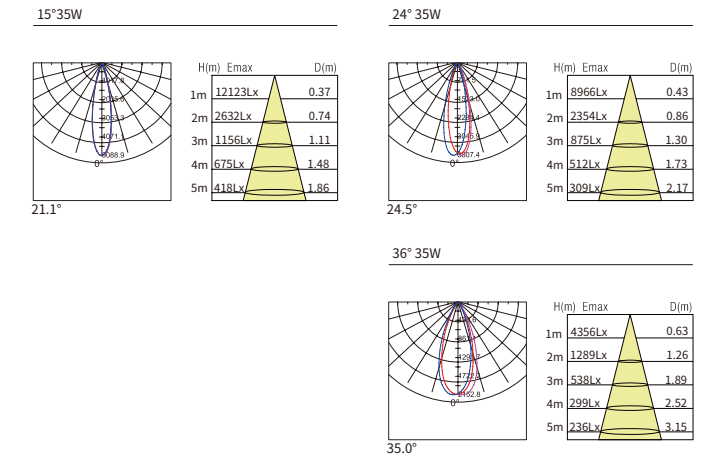 15°35W
H(m) Emax D(m)
1m 12123Lx 0.37
2m 2632Lx 0.74
3m 1156Lx 1.11
4m 675Lx 1.48
5m 418Lx 1.86
0°
21.1°
24° 35W
H(m) Emax D(m)
1m 8966Lx 0.43
2m 2354Lx 0.86
3m 875Lx 1.30
4m 512Lx 1.73
5m 309Lx 2.17
0°
24.5°
36° 35W
H(m) Emax D(m)
1m 4356Lx 0.63
2m 1289Lx 1.26
3m 538Lx 1.89
4m 299Lx 2.52
5m 236Lx 3.15
0°
35.0°